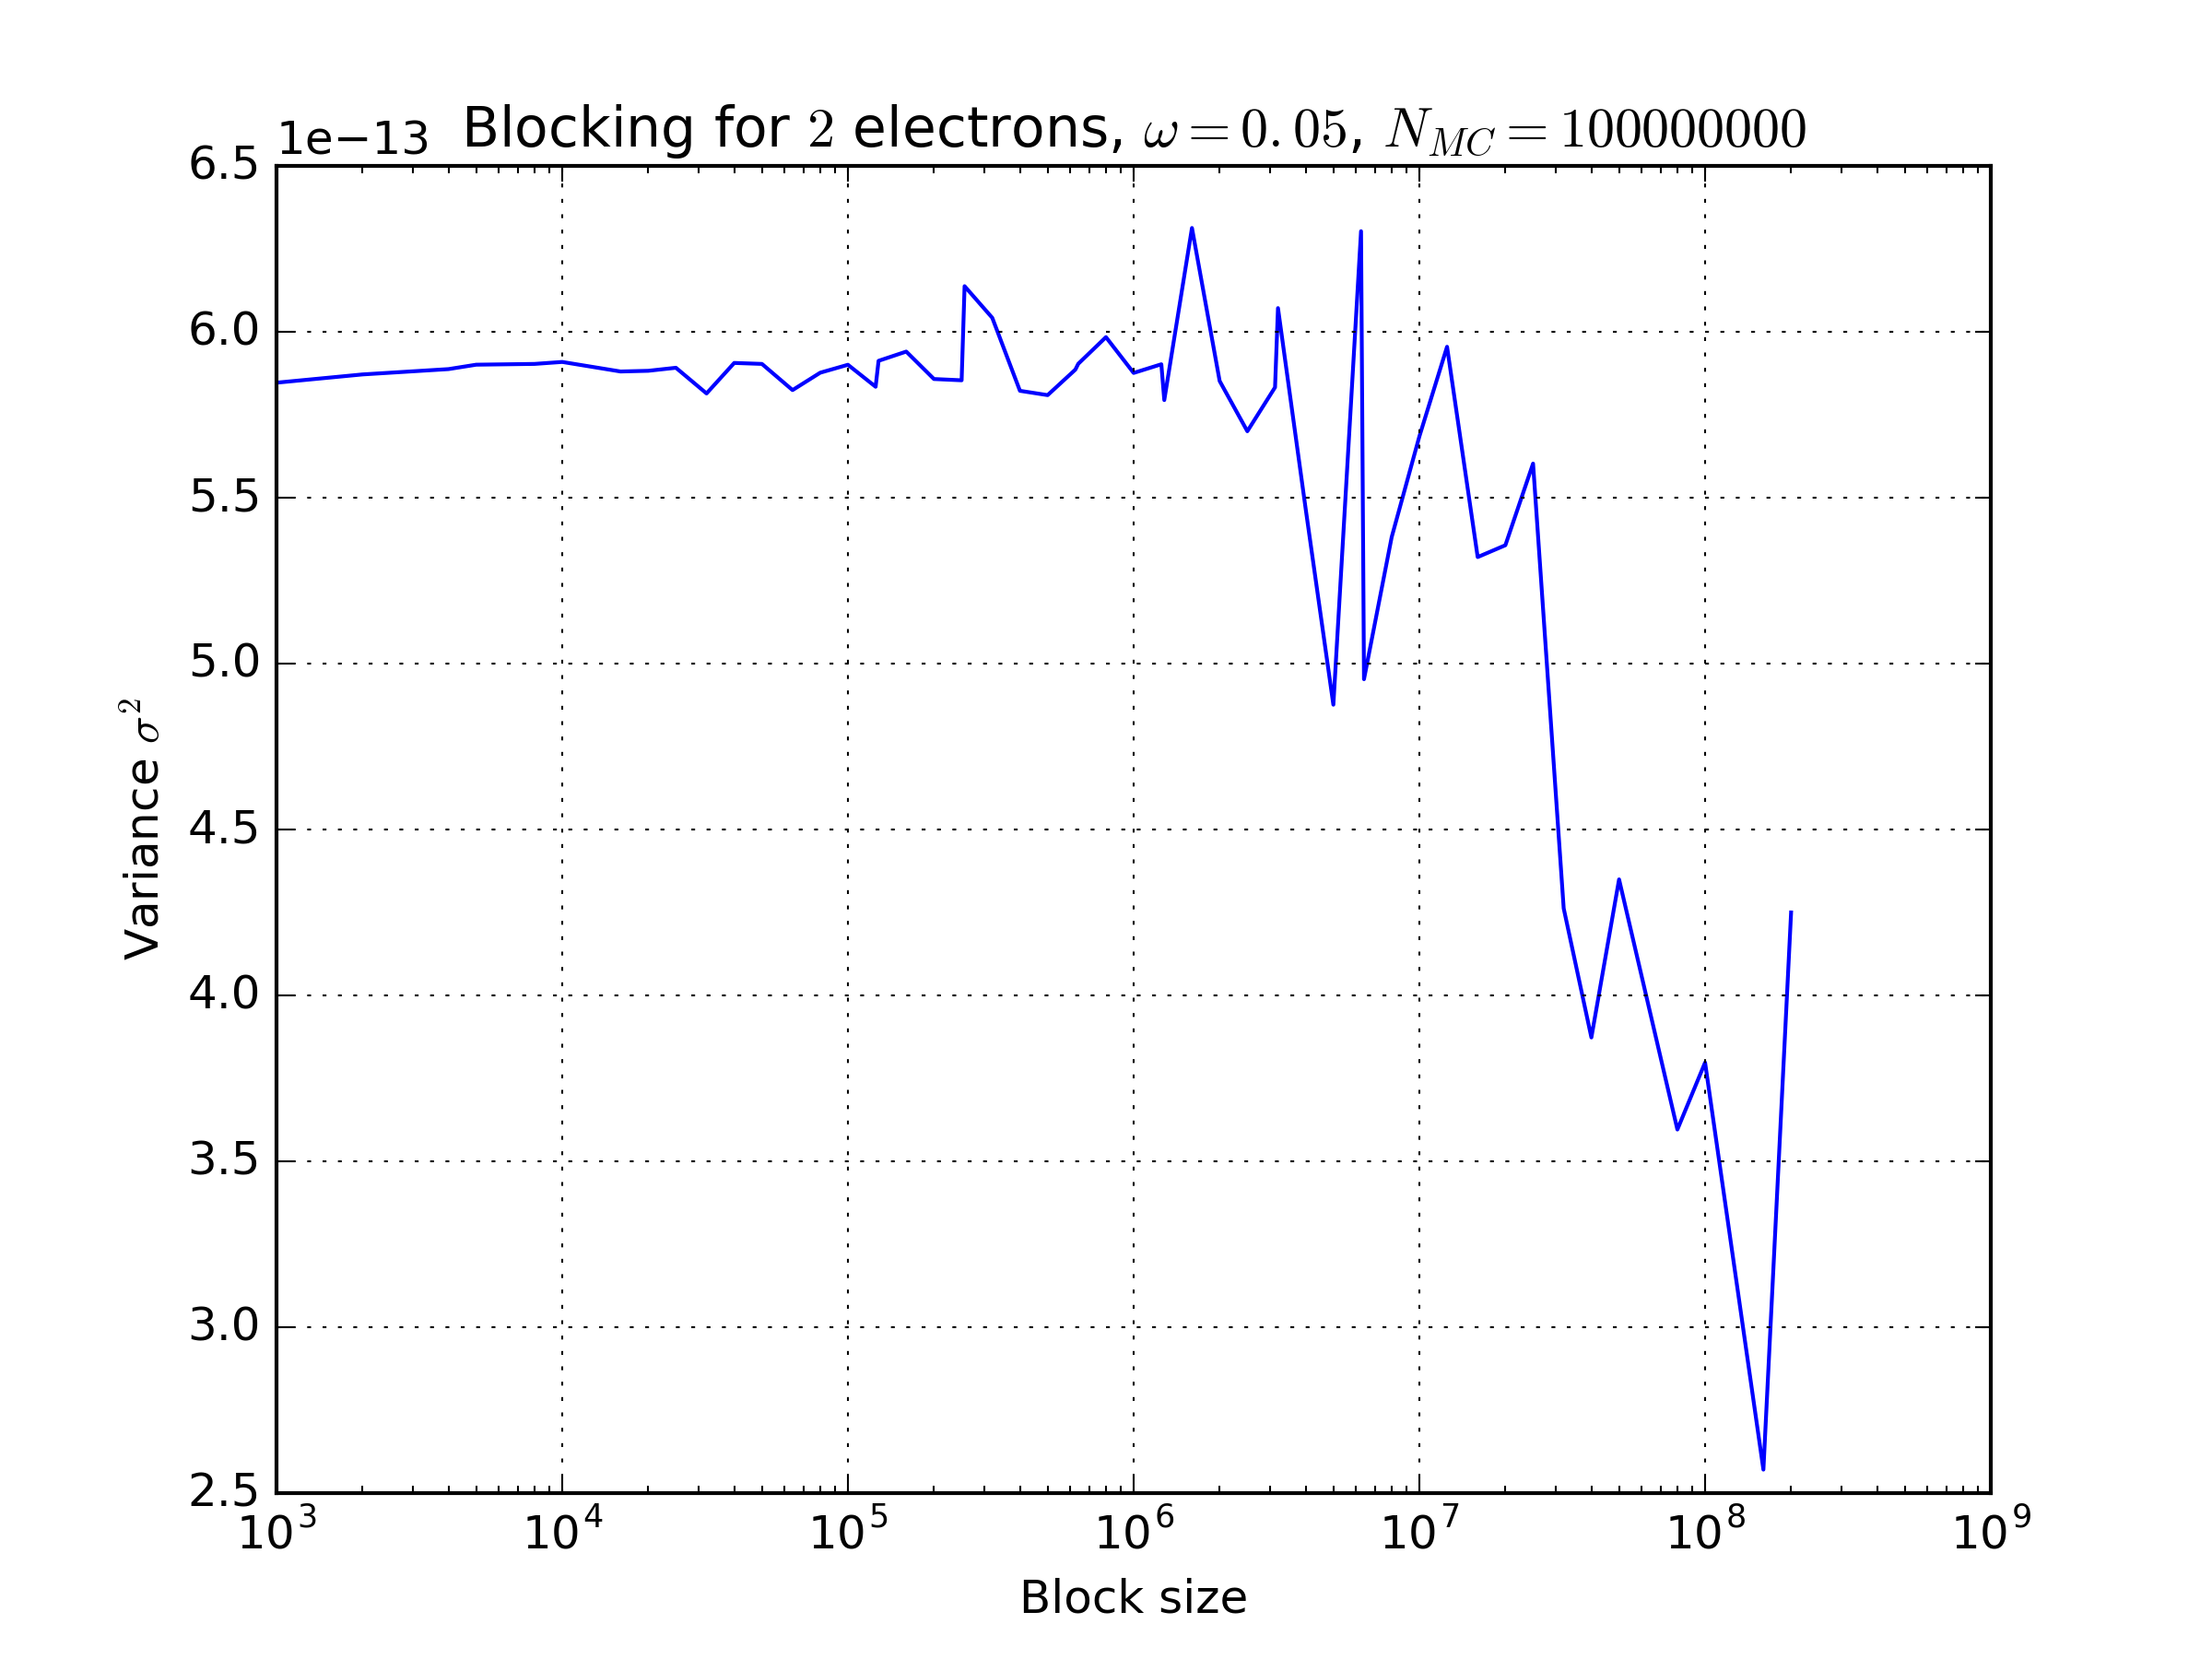 1e−13
Blocking for 2 electrons, ω = 0.05, N_MC = 100000000
6.5
6.0
5.5
5.0
4.5
4.0
3.5
3.0
2.5
Variance σ²
10³ 10⁴ 10⁵ 10⁶ 10⁷ 10⁸ 10⁹
Block size